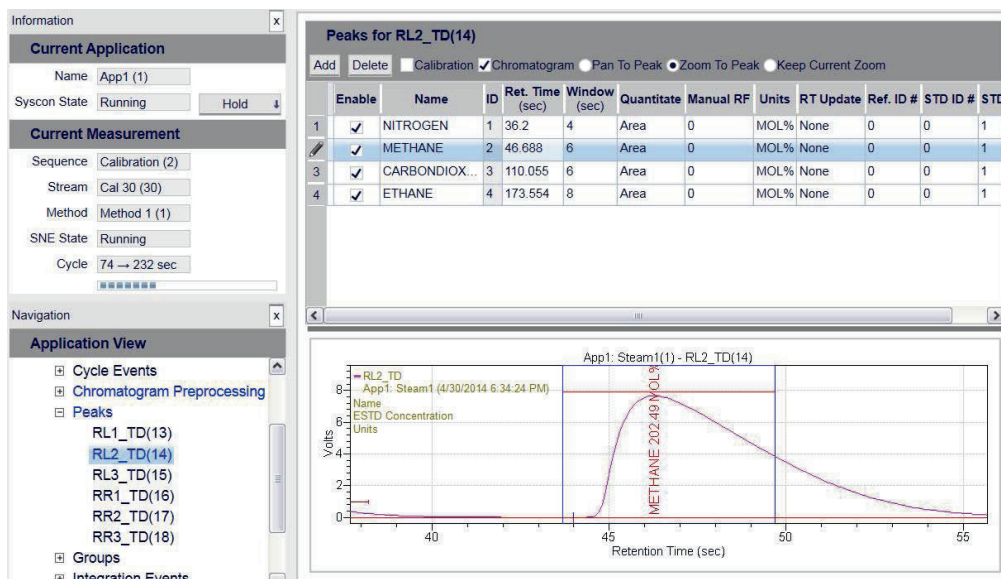 Information x
Current Application
Name App1 (1)
Syscon State Running Hold
Current Measurement
Sequence Calibration (2)
Stream Cal 30 (30)
Method Method 1 (1)
SNE State Running
Cycle 74 → 232 sec
Navigation x
Application View
Cycle Events
Chromatogram Preprocessing
Peaks
RL1_TD(13)
RL2_TD(14)
RL3_TD(15)
RR1_TD(16)
RR2_TD(17)
RR3_TD(18)
Groups
Integration Events
Peaks for RL2_TD(14)
Add Delete Calibration Chromatogram Pan To Peak Zoom To Peak Keep Current Zoom
Enable Name ID Ret. Time (sec) Window (sec) Quantitate Manual RF Units RT Update Ref. ID # STD ID # STD
1 NITROGEN 1 36.2 4 Area 0 MOL% None 0 0 1
METHANE 2 46.688 6 Area 0 MOL% None 0 0 1
3 CARBONDIOX... 3 110.055 6 Area 0 MOL% None 0 0 1
4 ETHANE 4 173.554 8 Area 0 MOL% None 0 0 1
App1: Steam1(1) - RL2_TD(14)
RL2_TD
App1: Steam1 (4/30/2014 6:34:24 PM)
Name
ESTD Concentration
Units
METHANE 202.49 MOL%
Volts
8
6
4
2
0
40 45 50 55
Retention Time (sec)